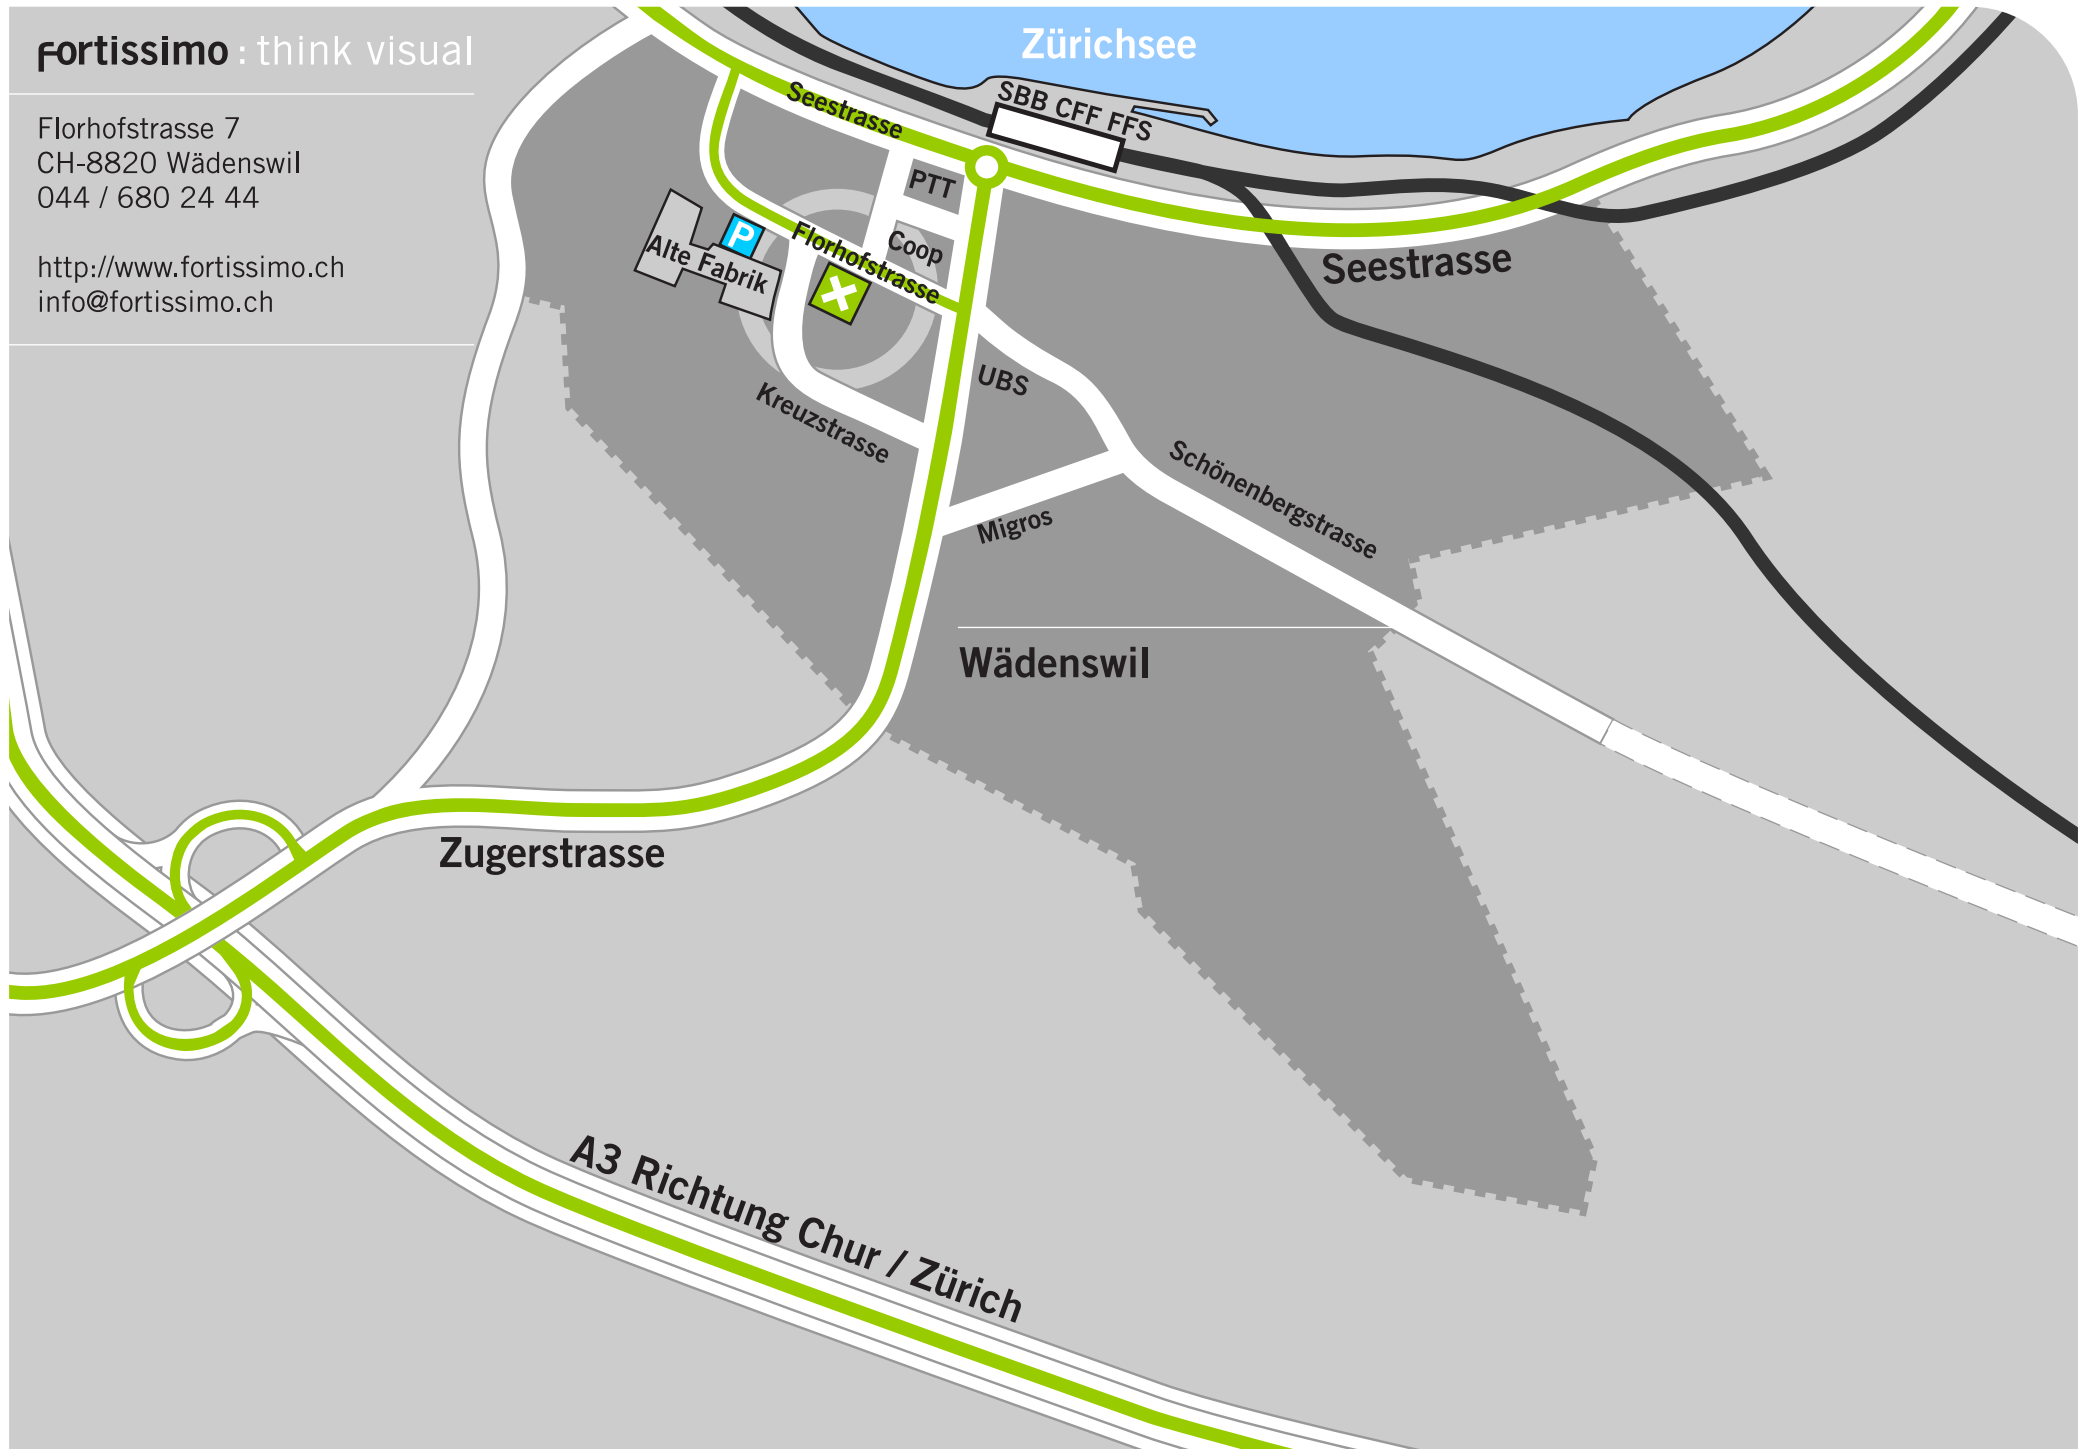 fortissimo : think visual
Florhofstrasse 7
CH-8820 Wädenswil
044 / 680 24 44
http://www.fortissimo.ch
info@fortissimo.ch
Zürichsee
SBB CFF FFS
Seestrasse
PTT
Coop
Florhofstrasse
P
Alte Fabrik
Seestrasse
UBS
Kreuzstrasse
Schönenbergstrasse
Migros
Wädenswil
Zugerstrasse
A3 Richtung Chur / Zürich